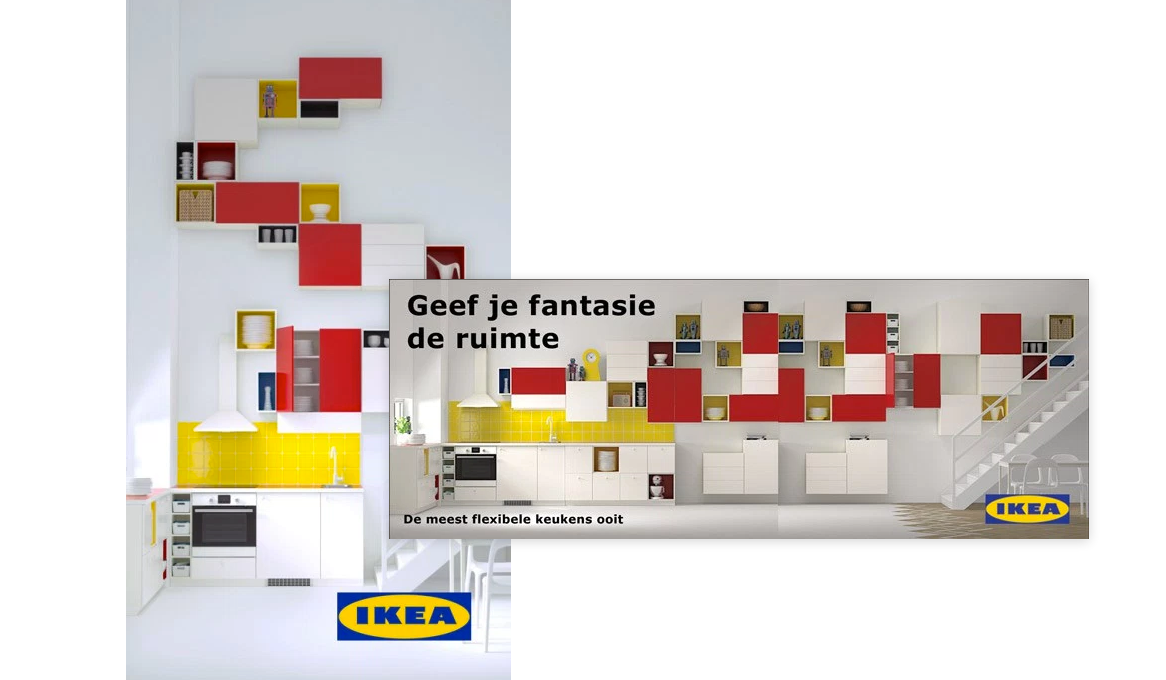 Geef je fantasie
de ruimte
De meest flexibele keukens ooit
IKEA
IKEA